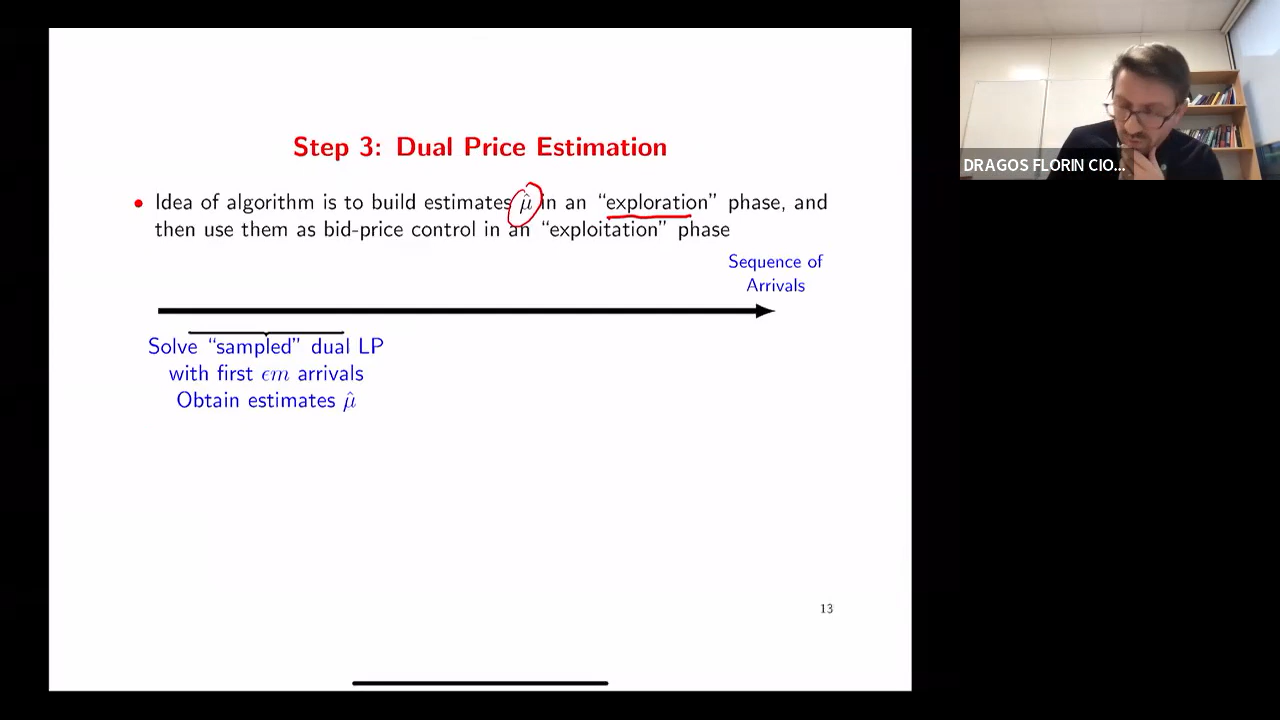 Step 3: Dual Price Estimation
• Idea of algorithm is to build estimates μ̂ in an “exploration” phase, and
then use them as bid-price control in an “exploitation” phase
Sequence of
Arrivals
Solve “sampled” dual LP
with first ϵm arrivals
Obtain estimates μ̂
13
DRAGOS FLORIN CIO...